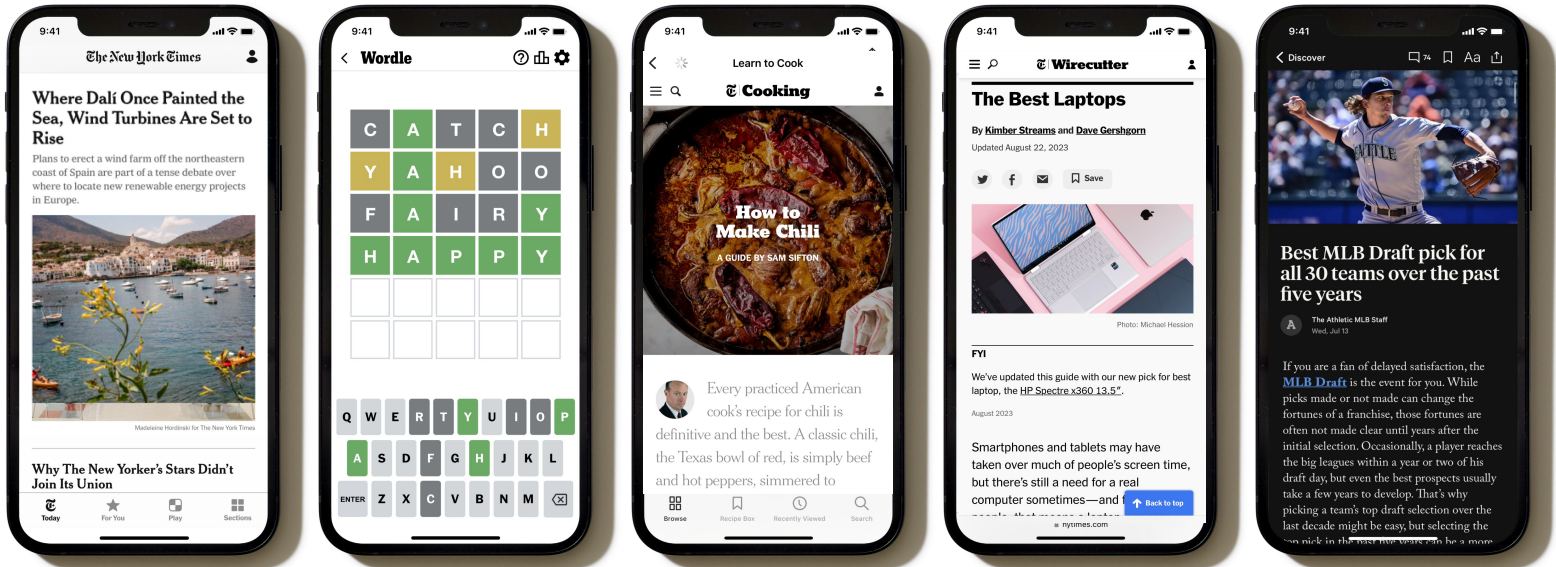 9:41
The New York Times
Where Dalí Once Painted the
Sea, Wind Turbines Are Set to
Rise
Plans to erect a wind farm off the northeastern
coast of Spain are part of a tense debate over
where to locate new renewable energy projects
in Europe.
Madeleine Hordinski for The New York Times
Why The New Yorker's Stars Didn't
Join Its Union
Today
For You
Play
Sections
9:41
Wordle
C A T C H
Y A H O O
F A I R Y
H A P P Y
Q W E R T Y U I O P
A S D F G H J K L
ENTER Z X C V B N M
9:41
Learn to Cook
T Cooking
How to
Make Chili
A GUIDE BY SAM SIFTON
Every practiced American
cook's recipe for chili is
definitive and the best. A classic chili,
the Texas bowl of red, is simply beef
and hot peppers, simmered to
Browse
Recipe Box
Recently Viewed
Search
9:41
T Wirecutter
The Best Laptops
By Kimber Streams and Dave Gershgorn
Updated August 22, 2023
Save
Photo: Michael Hession
FYI
We've updated this guide with our new pick for best
laptop, the HP Spectre x360 13.5″.
August 2023
Smartphones and tablets may have
taken over much of people's screen time,
but there's still a need for a real
computer sometimes—and
Back to top
nytimes.com
9:41
Discover
74
Aa
SEATTLE
Best MLB Draft pick for
all 30 teams over the past
five years
A
The Athletic MLB Staff
Wed, Jul 13
If you are a fan of delayed satisfaction, the
MLB Draft is the event for you. While
picks made or not made can change the
fortunes of a franchise, those fortunes are
often not made clear until years after the
initial selection. Occasionally, a player reaches
the big leagues within a year or two of his
draft day, but even the best prospects usually
take a few years to develop. That's why
picking a team's top draft selection over the
last decade might be easy, but selecting the
top pick in the past five years can be a more